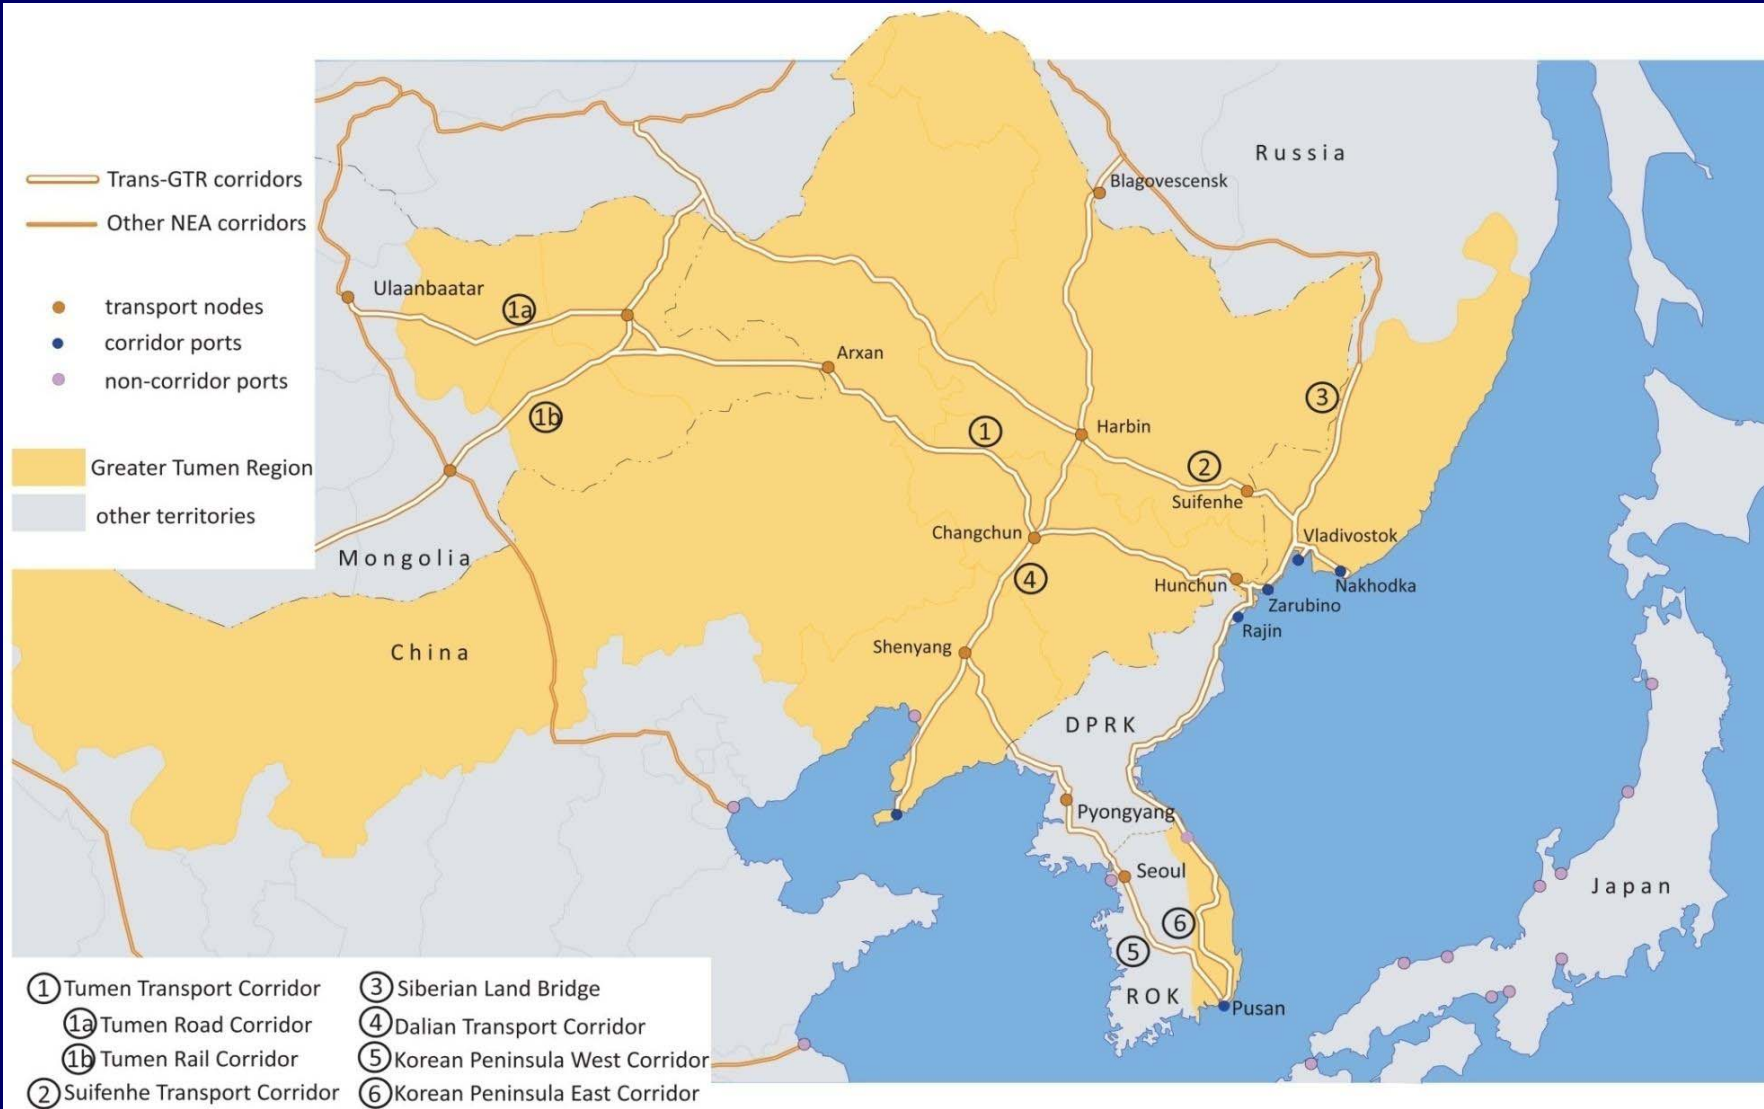 Russia
Blagovescensk
Trans-GTR corridors
Other NEA corridors
Ulaanbaatar
1a
transport nodes
corridor ports
Arxan
non-corridor ports
3
1b
1
Harbin
Greater Tumen Region
2
Suifenhe
other territories
Changchun
Vladivostok
Mongolia
4
Hunchun
Nakhodka
Zarubino
Rajin
China
Shenyang
DPRK
Pyongyang
Seoul
Japan
6
5
ROK
Pusan
1 Tumen Transport Corridor
1a Tumen Road Corridor
1b Tumen Rail Corridor
2 Suifenhe Transport Corridor
3 Siberian Land Bridge
4 Dalian Transport Corridor
5 Korean Peninsula West Corridor
6 Korean Peninsula East Corridor